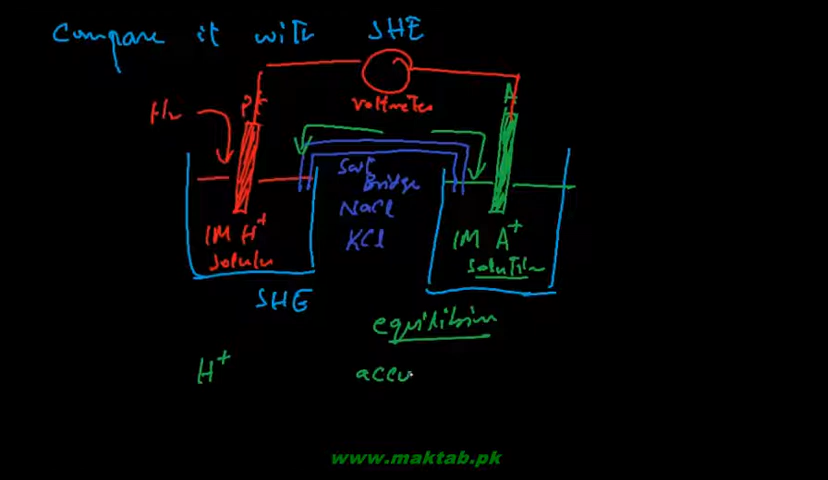 Compare it with SHE
H₂
Pt
voltmeter
A
Salt
Bridge
NaCl
KCl
1M H⁺
1M A⁺
solution
SHE
equilibrium
H⁺
accu
www.maktab.pk